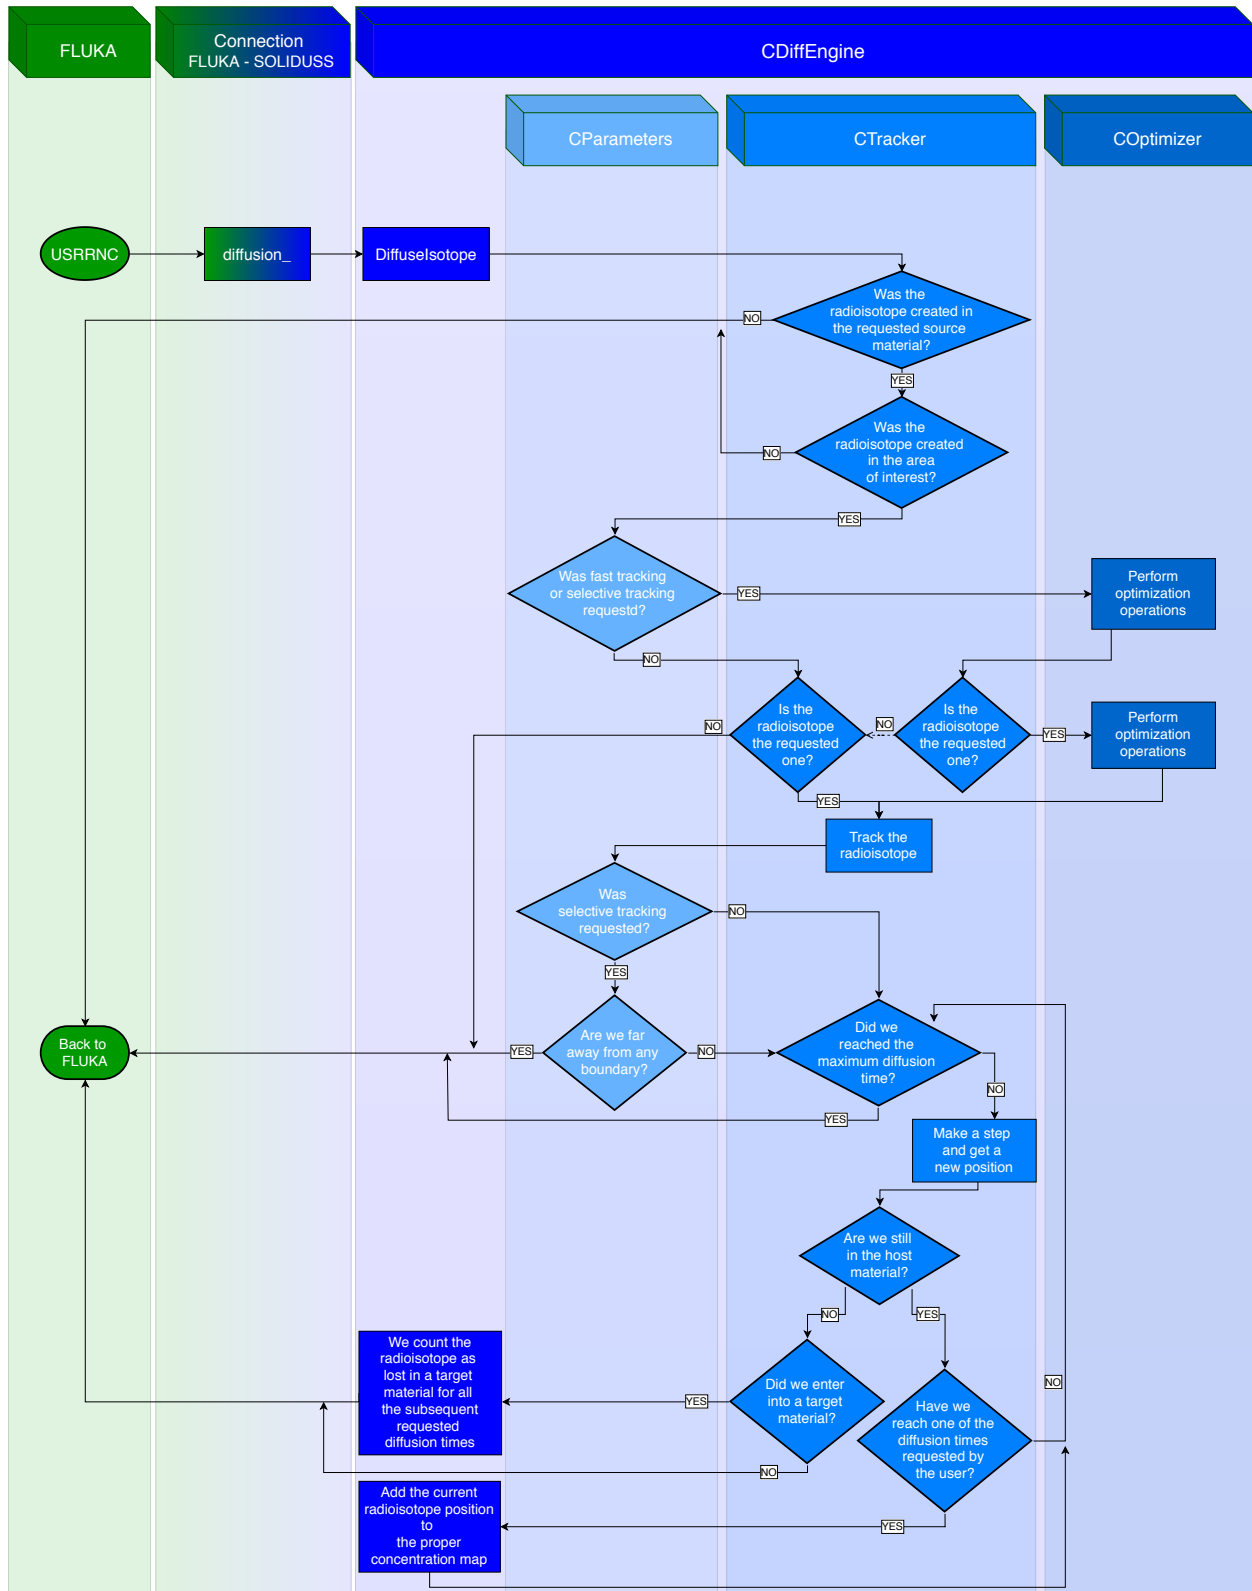 FLUKA
Connection
FLUKA - SOLIDUSS
CDiffEngine
CParameters
CTracker
COptimizer
USRRNC
diffusion_
DiffuseIsotope
Was the
radioisotope created in
the requested source
material?
NO
YES
Was the
radioisotope created
in the area
of interest?
NO
YES
Was fast tracking
or selective tracking
requestd?
YES
Perform
optimization
operations
NO
Is the
radioisotope
the requested
one?
NO
NO
Is the
radioisotope
the requested
one?
YES
Perform
optimization
operations
YES
Track the
radioisotope
Was
selective tracking
requested?
NO
YES
Back to
FLUKA
YES
Are we far
away from any
boundary?
NO
Did we
reached the
maximum diffusion
time?
NO
YES
Make a step
and get a
new position
Are we still
in the host
material?
NO
YES
We count the
radioisotope as
lost in a target
material for all
the subsequent
requested
diffusion times
YES
Did we enter
into a target
material?
NO
Have we
reach one of the
diffusion times
requested by
the user?
NO
YES
Add the current
radioisotope position
to
the proper
concentration map